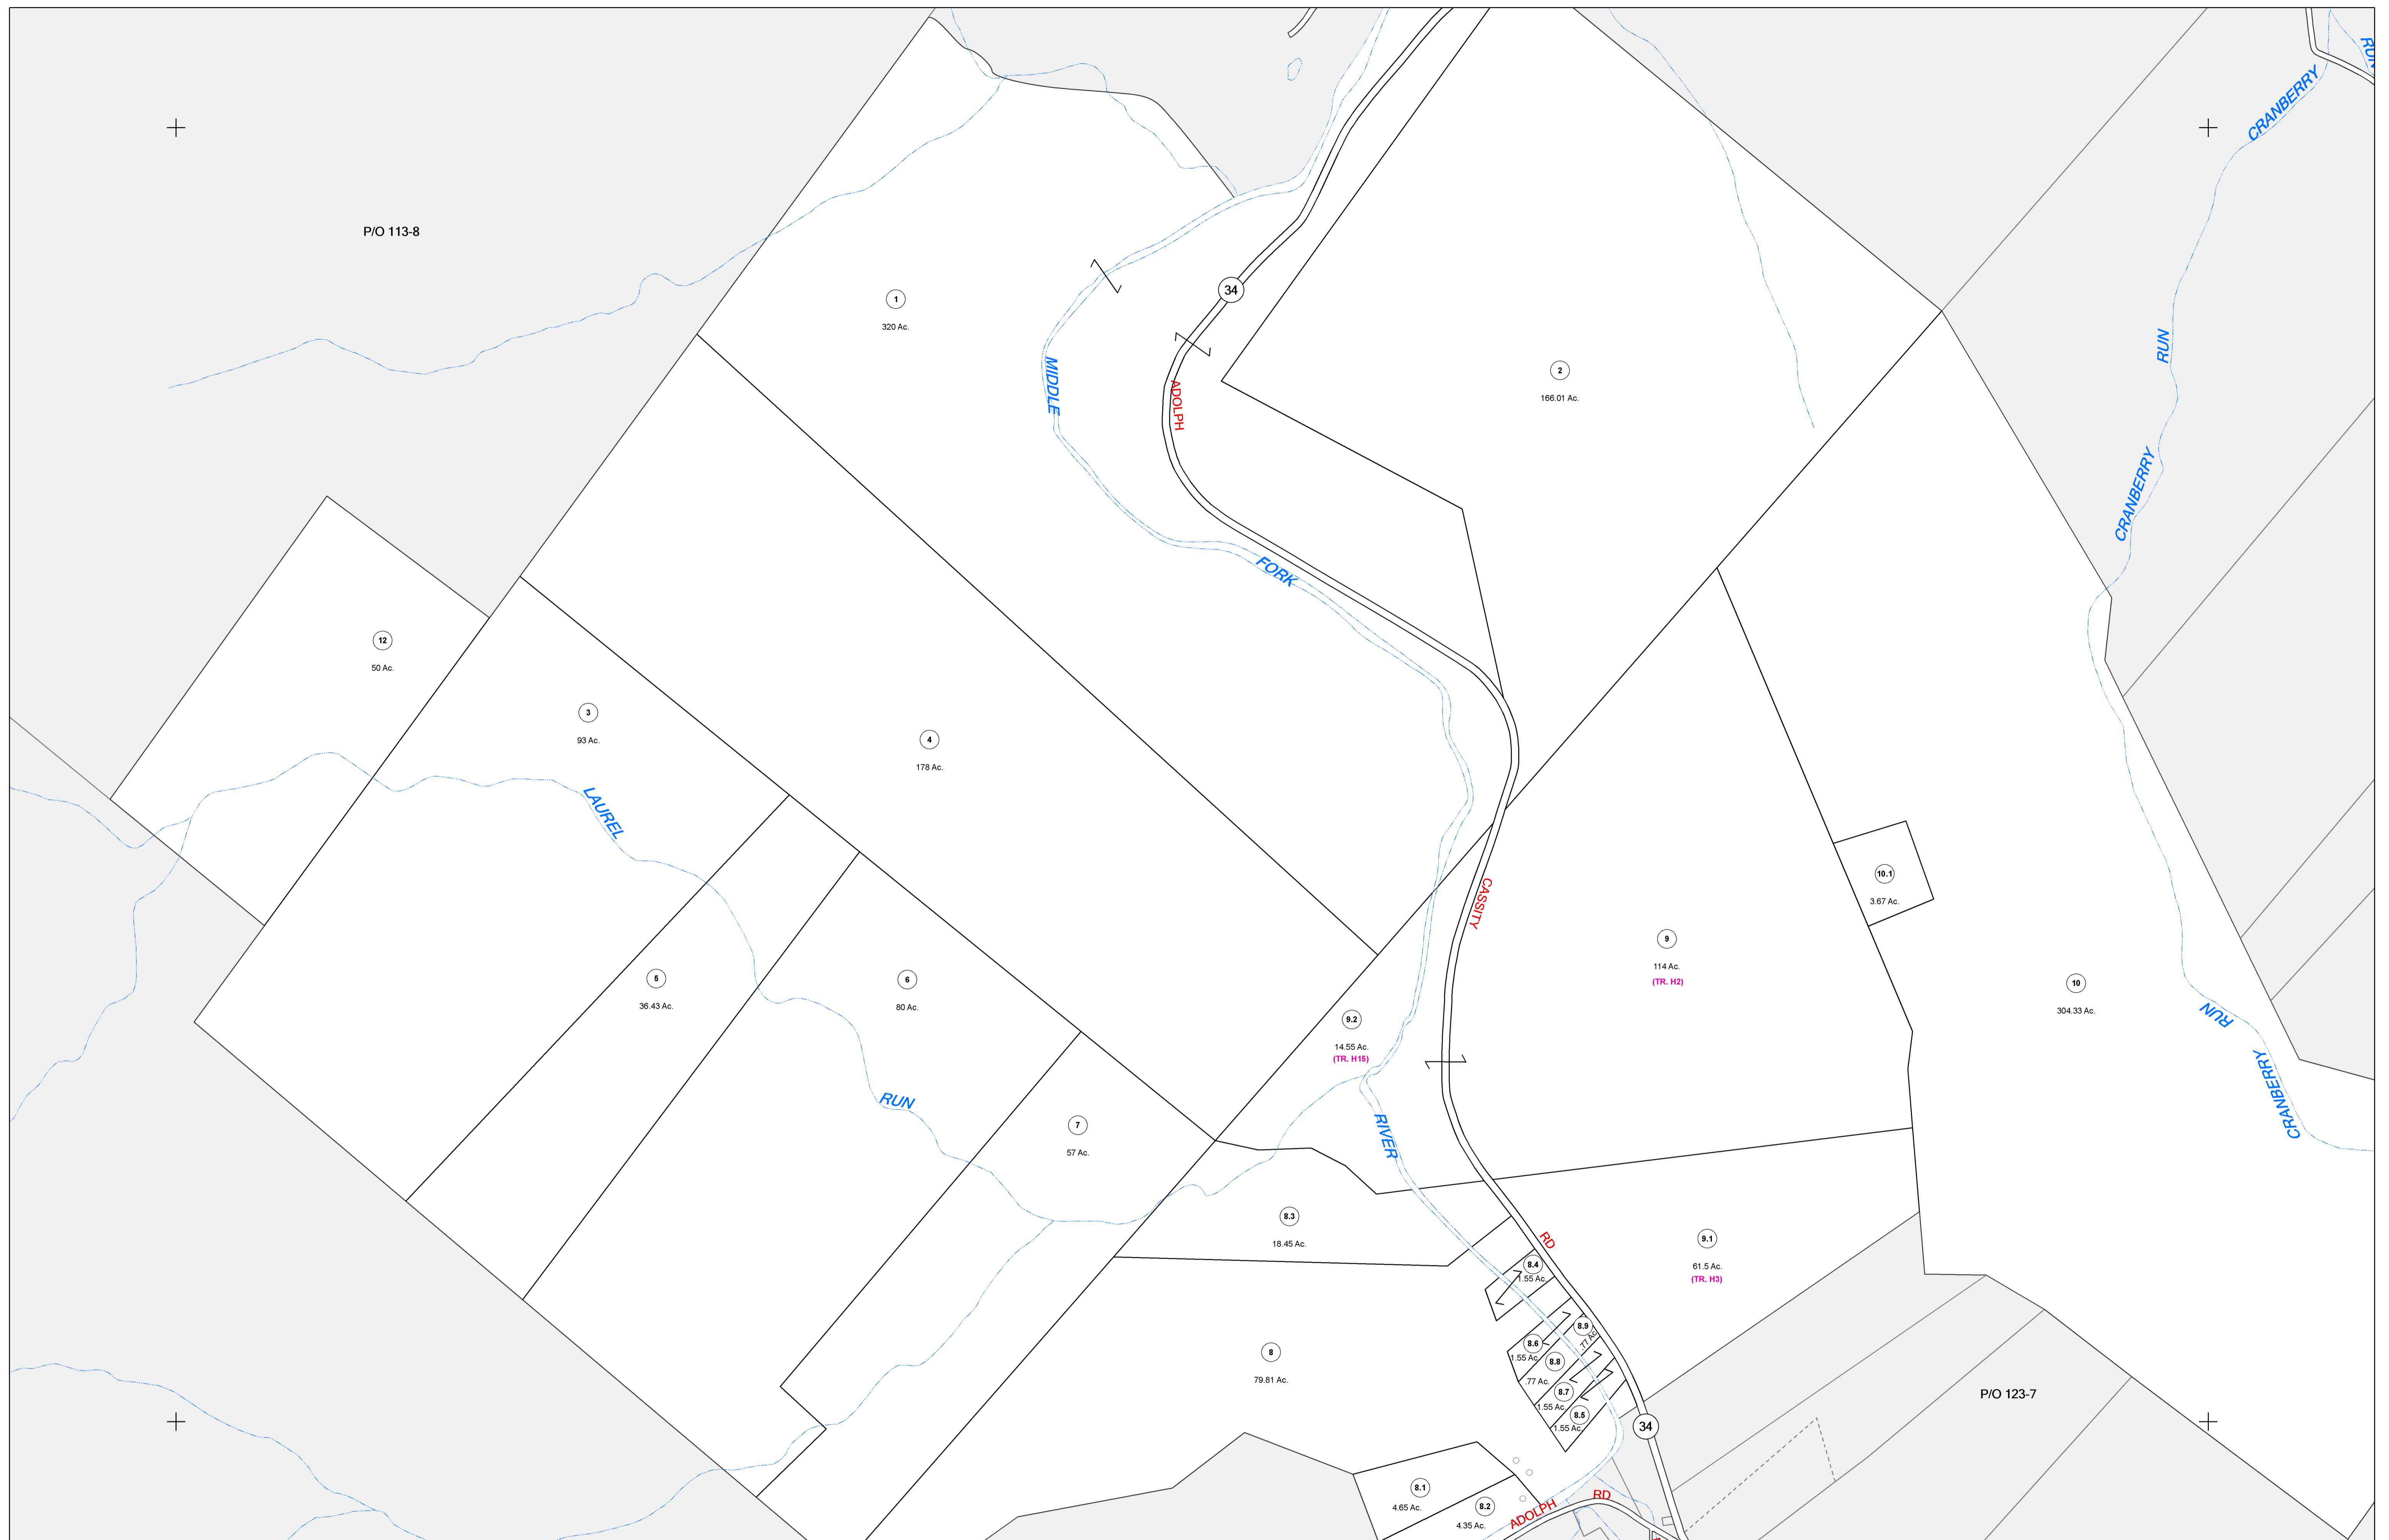 RUN
CRANBERRY
P/O 113-8
34
1
320 Ac.
RUN
MIDDLE
ADOLPH
2
166.01 Ac.
CRANBERRY
FORK
12
50 Ac.
3
93 Ac.
4
178 Ac.
LAUREL
CASSITY
10.1
3.67 Ac.
9
114 Ac.
(TR. H2)
5
36.43 Ac.
6
80 Ac.
10
304.33 Ac.
RUN
9.2
14.55 Ac.
(TR. H15)
RUN
CRANBERRY
7
57 Ac.
RIVER
8.3
18.45 Ac.
RD
9.1
61.5 Ac.
(TR. H3)
8.4
1.55 Ac.
8.9
.77 Ac.
8.6
1.55 Ac.
8.8
.77 Ac.
8
79.81 Ac.
8.7
1.55 Ac.
8.5
1.55 Ac.
P/O 123-7
34
8.1
4.65 Ac.
8.2
4.35 Ac.
ADOLPH RD